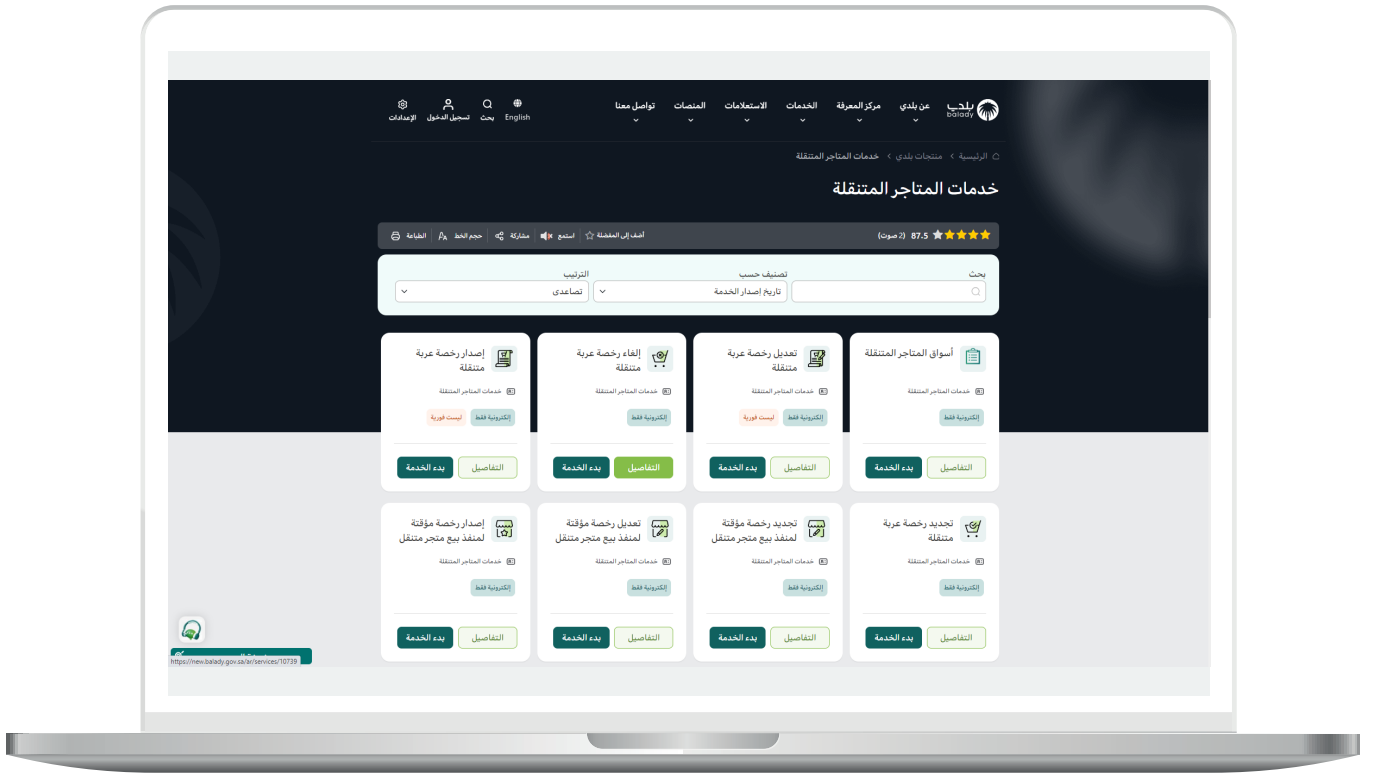 بلدي
balady
عن بلدي
مركز المعرفة
الخدمات
الاستعلامات
المنصات
تواصل معنا
English
بحث
تسجيل الدخول
الإعدادات
الرئيسية › منتجات بلدي › خدمات المتاجر المتنقلة
خدمات المتاجر المتنقلة
87.5 (2 صوت)
أضف إلى المفضلة
استمع
مشاركة
حجم الخط
الطباعة
بحث
تصنيف حسب
الترتيب
تاريخ إصدار الخدمة
تصاعدى
أسواق المتاجر المتنقلة
خدمات المتاجر المتنقلة
إلكترونية فقط
التفاصيل
بدء الخدمة
تعديل رخصة عربة
متنقلة
خدمات المتاجر المتنقلة
إلكترونية فقط
ليست فورية
التفاصيل
بدء الخدمة
إلغاء رخصة عربة
متنقلة
خدمات المتاجر المتنقلة
إلكترونية فقط
التفاصيل
بدء الخدمة
إصدار رخصة عربة
متنقلة
خدمات المتاجر المتنقلة
إلكترونية فقط
ليست فورية
التفاصيل
بدء الخدمة
تجديد رخصة عربة
متنقلة
خدمات المتاجر المتنقلة
إلكترونية فقط
التفاصيل
بدء الخدمة
تجديد رخصة مؤقتة
لمنفذ بيع متجر متنقل
خدمات المتاجر المتنقلة
إلكترونية فقط
التفاصيل
بدء الخدمة
تعديل رخصة مؤقتة
لمنفذ بيع متجر متنقل
خدمات المتاجر المتنقلة
إلكترونية فقط
التفاصيل
بدء الخدمة
إصدار رخصة مؤقتة
لمنفذ بيع متجر متنقل
خدمات المتاجر المتنقلة
إلكترونية فقط
التفاصيل
بدء الخدمة
https://new.balady.gov.sa/ar/services/10739